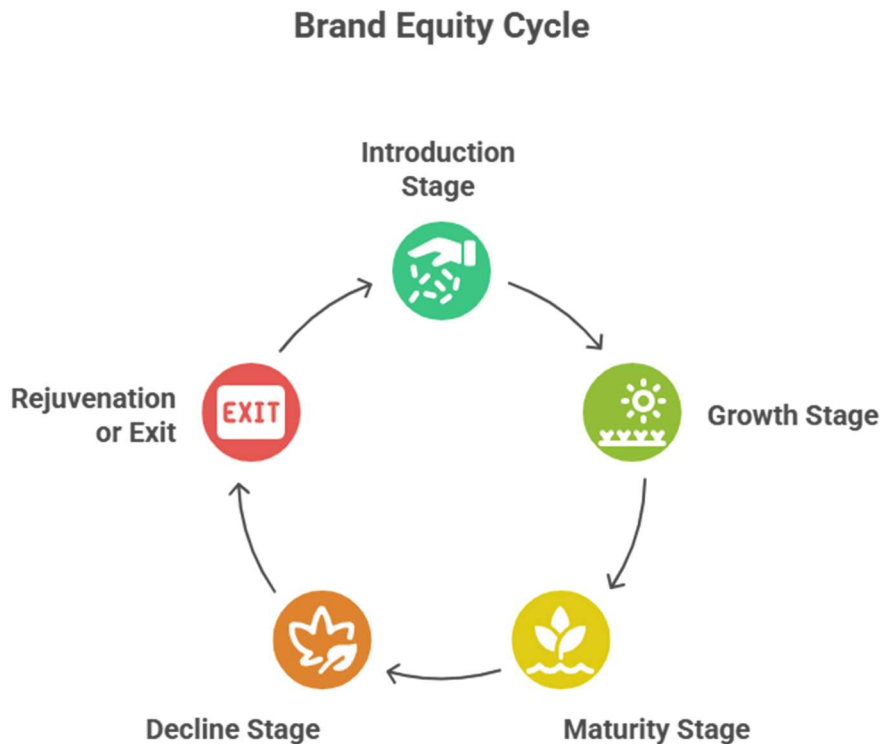 Brand Equity Cycle
Introduction
Stage
Rejuvenation
or Exit
EXIT
Growth Stage
Decline Stage
Maturity Stage